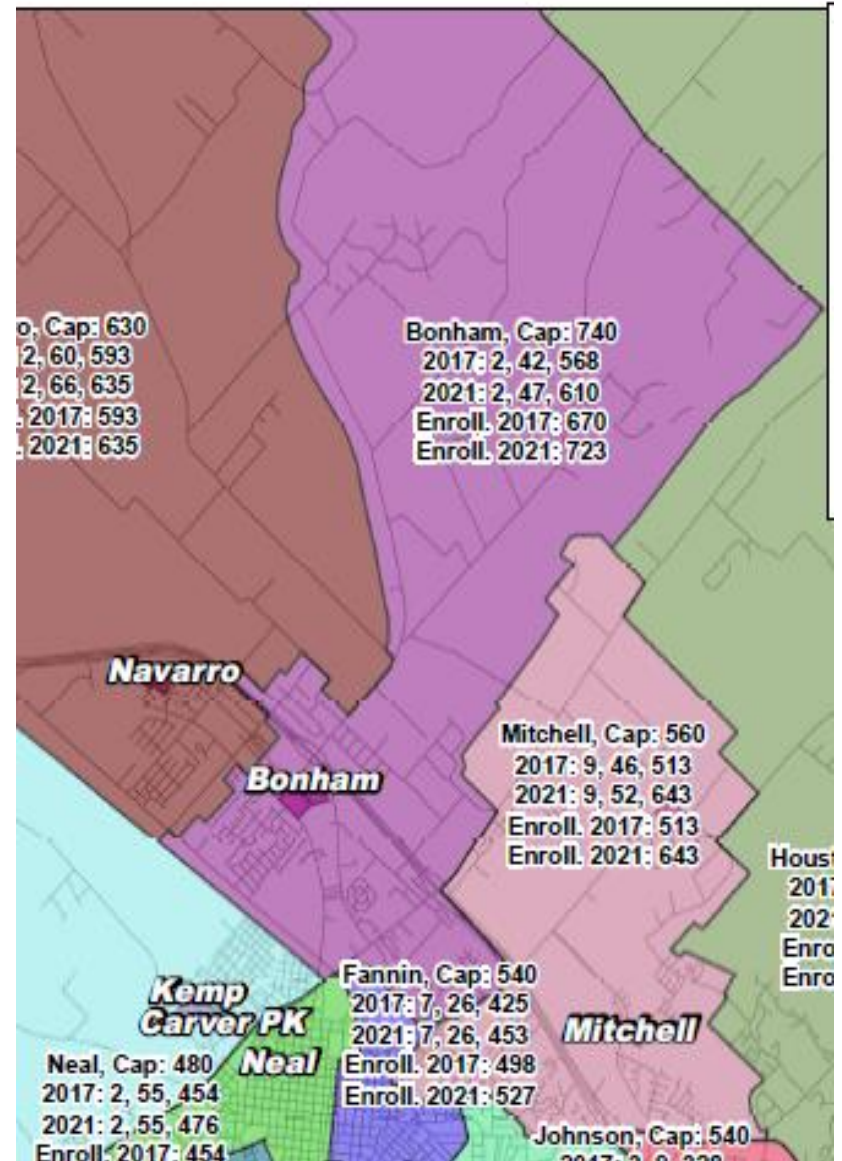 o, Cap: 630
2, 60, 593
2, 66, 635
. 2017: 593
. 2021: 635
Bonham, Cap: 740
2017: 2, 42, 568
2021: 2, 47, 610
Enroll. 2017: 670
Enroll. 2021: 723
Navarro
Bonham
Mitchell, Cap: 560
2017: 9, 46, 513
2021: 9, 52, 643
Enroll. 2017: 513
Enroll. 2021: 643
Houst
2017
202
Enro
Enro
Kemp
Carver PK
Neal
Fannin, Cap: 540
2017: 7, 26, 425
2021: 7, 26, 453
Enroll. 2017: 498
Enroll. 2021: 527
Mitchell
Neal, Cap: 480
2017: 2, 55, 454
2021: 2, 55, 476
Enroll. 2017: 454
Johnson, Cap: 540